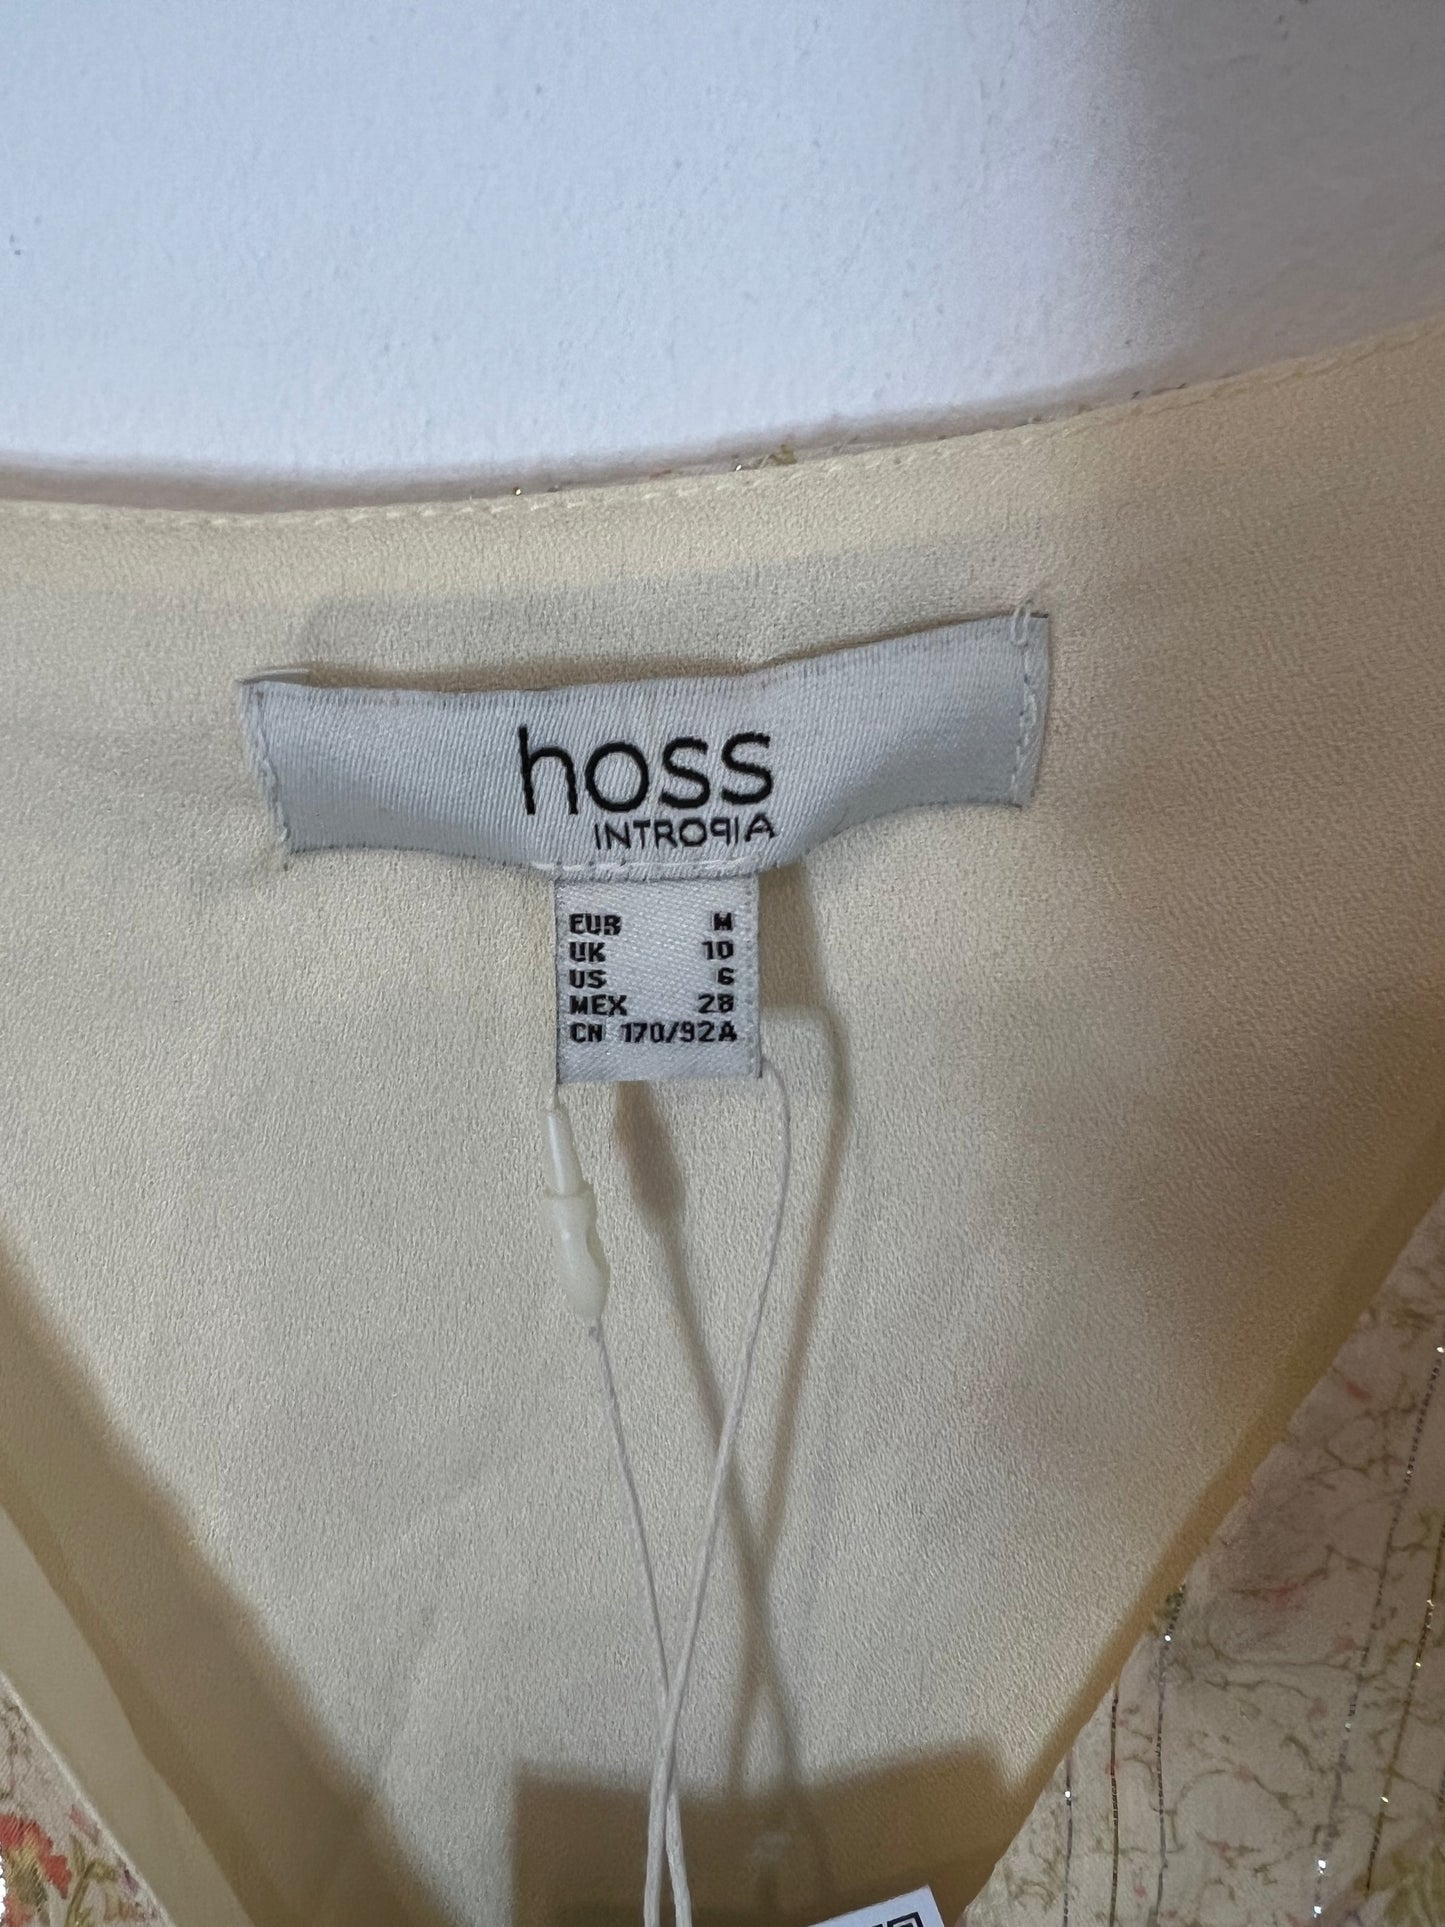 hoss
INTROPIA
EUR M
UK 10
US 6
MEX 28
CN 170/92A